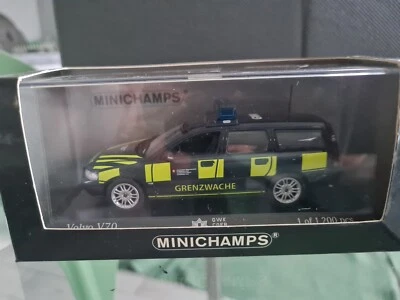 MINICHAMPS
GRENZWACHE
Volvo V70
1 of 1,200 pcs.
MINICHAMPS